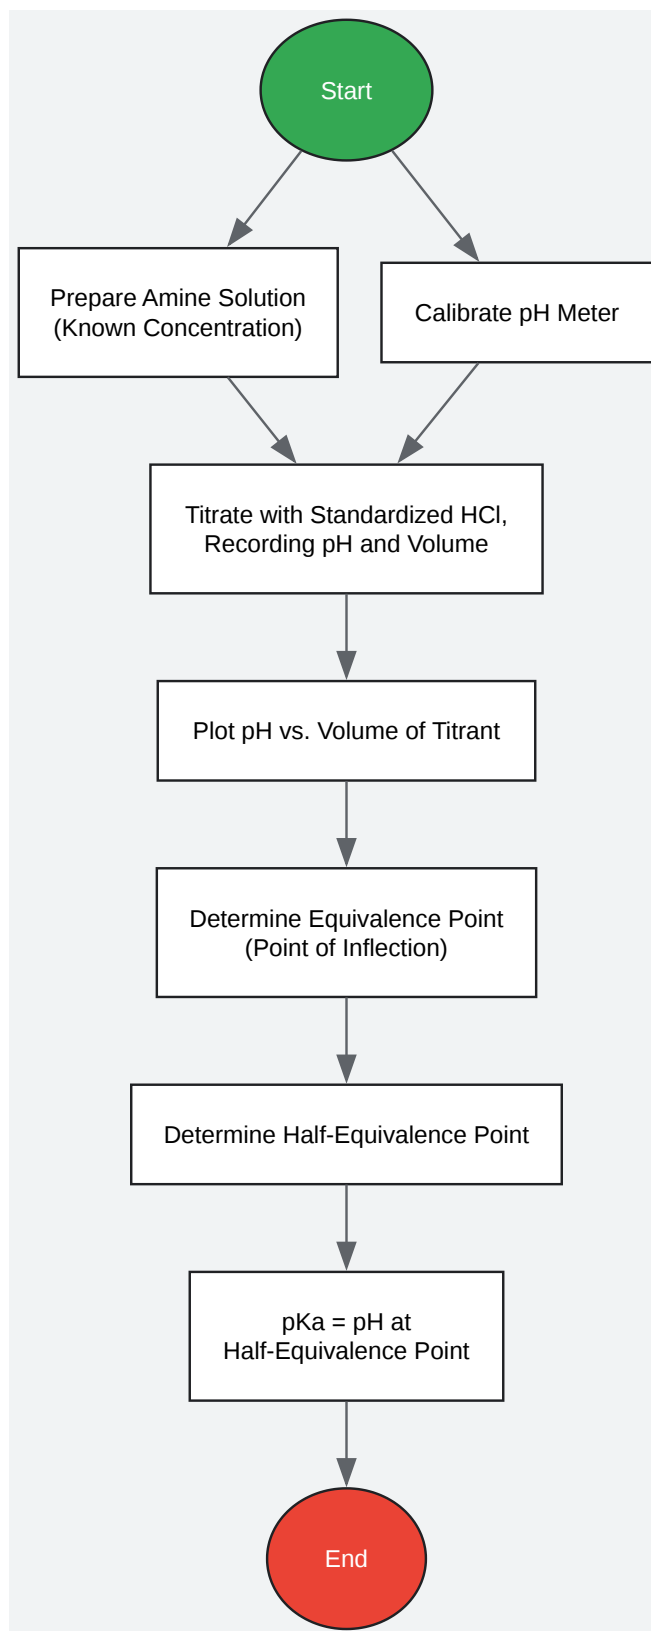 Start
Prepare Amine Solution
(Known Concentration)
Calibrate pH Meter
Titrate with Standardized HCl,
Recording pH and Volume
Plot pH vs. Volume of Titrant
Determine Equivalence Point
(Point of Inflection)
Determine Half-Equivalence Point
pKa = pH at
Half-Equivalence Point
End